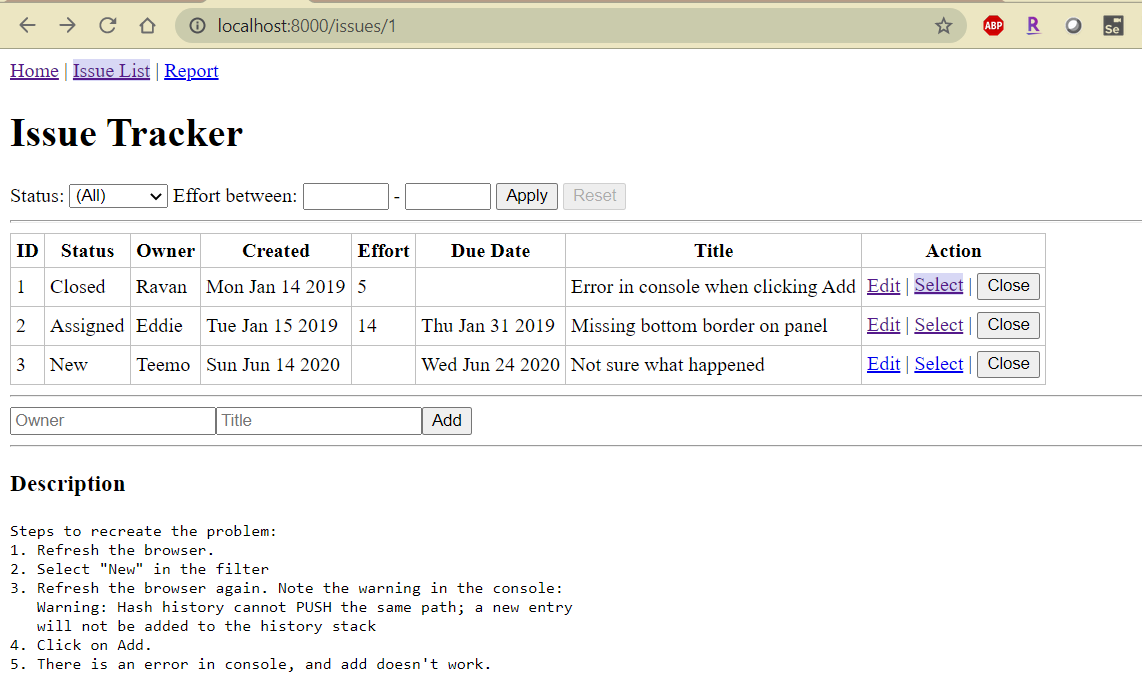 localhost:8000/issues/1 ABP R Se
Home | Issue List | Report
Issue Tracker
Status: (All) Effort between: - Apply Reset
ID Status Owner Created Effort Due Date Title Action
1 Closed Ravan Mon Jan 14 2019 5 Error in console when clicking Add Edit | Select | Close
2 Assigned Eddie Tue Jan 15 2019 14 Thu Jan 31 2019 Missing bottom border on panel Edit | Select | Close
3 New Teemo Sun Jun 14 2020 Wed Jun 24 2020 Not sure what happened Edit | Select | Close
Owner Title Add
Description
Steps to recreate the problem:
1. Refresh the browser.
2. Select "New" in the filter
3. Refresh the browser again. Note the warning in the console:
Warning: Hash history cannot PUSH the same path; a new entry
will not be added to the history stack
4. Click on Add.
5. There is an error in console, and add doesn't work.